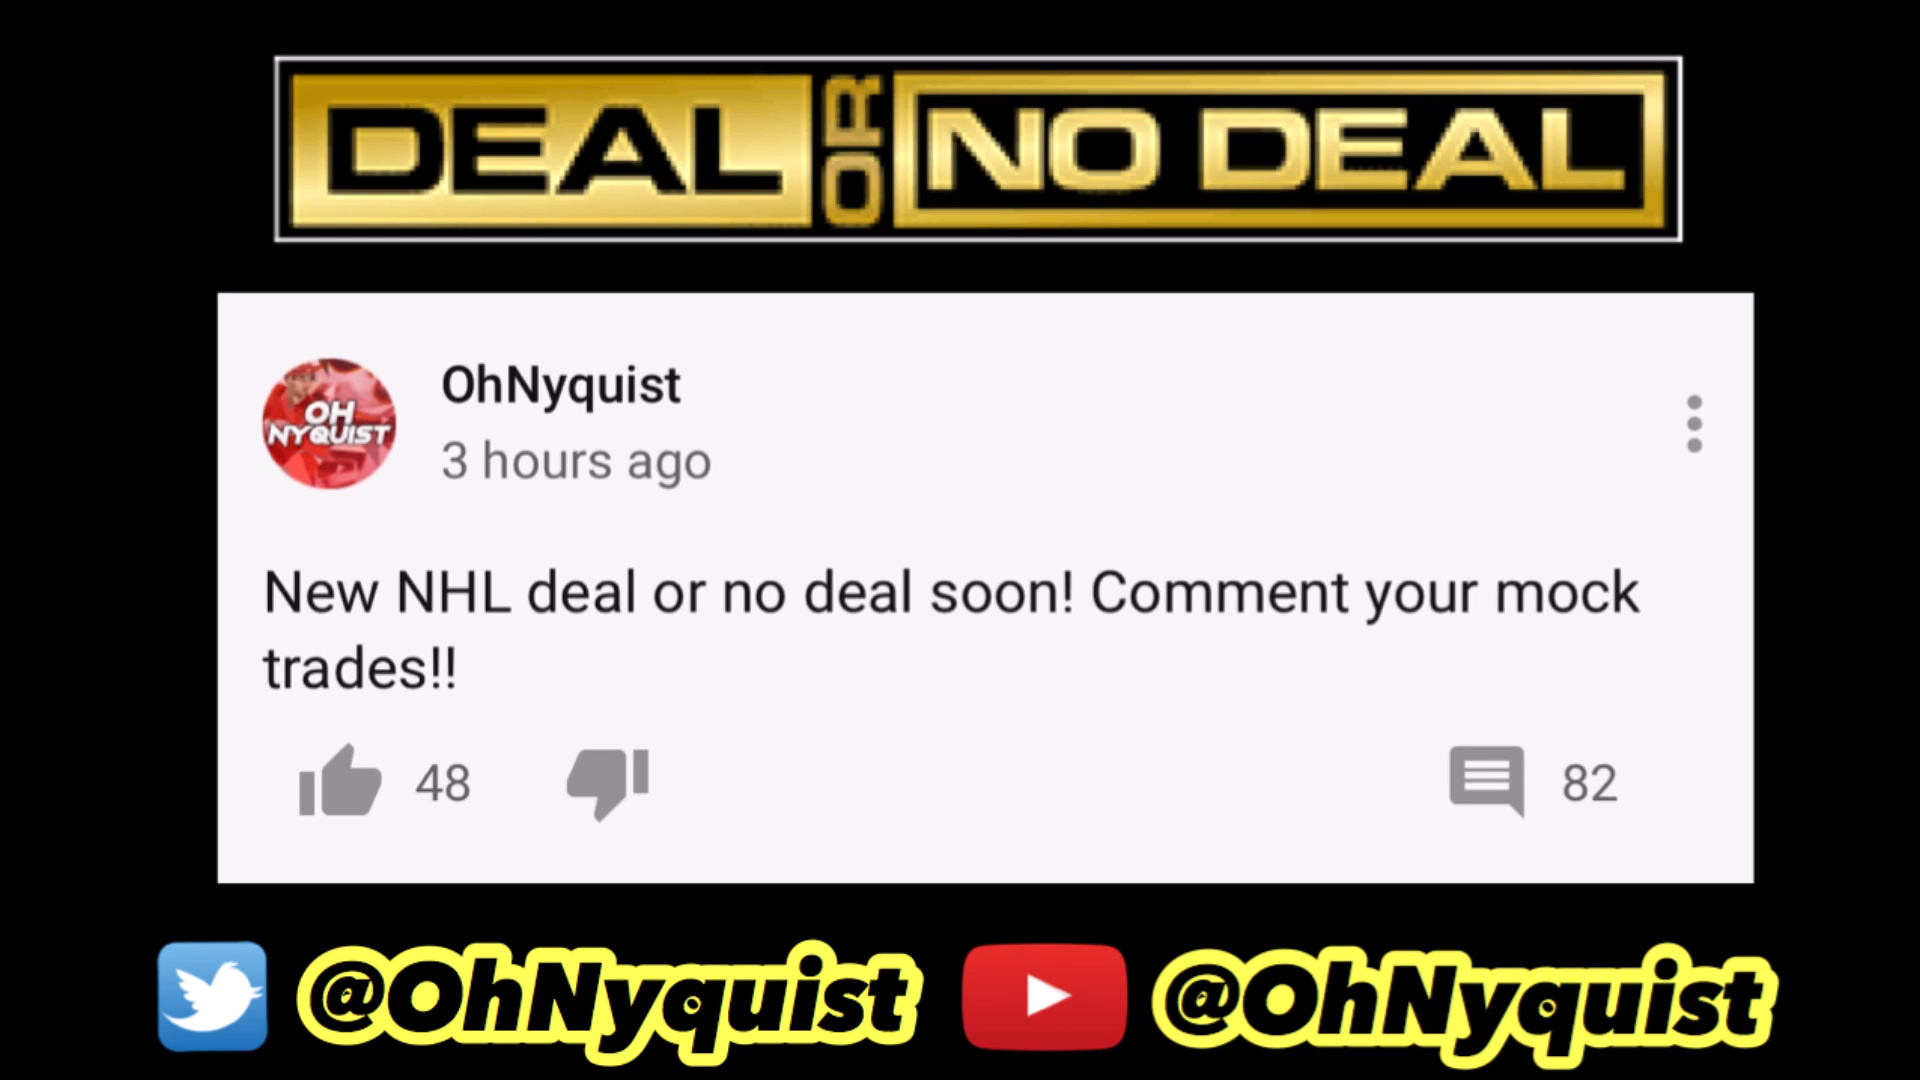 DEAL OR NO DEAL
OH
NYQUIST
OhNyquist
3 hours ago
New NHL deal or no deal soon! Comment your mock
trades!!
48
82
@OhNyquist
@OhNyquist